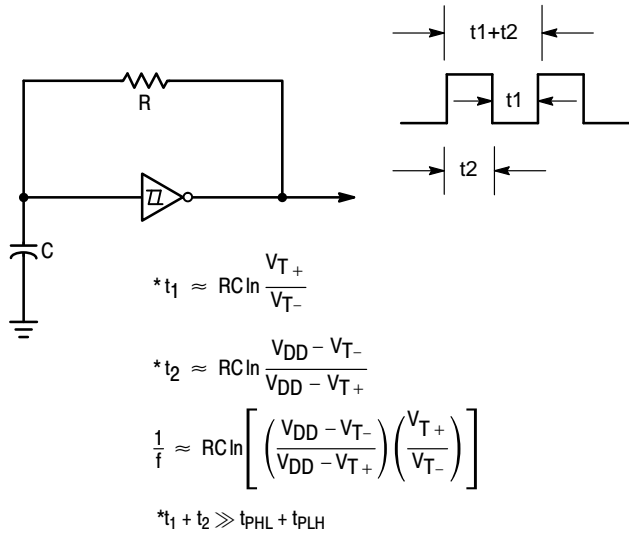 t1+t2
R
t1
t2
C
*t1 ≈ RC ln VT+ / VT–
*t2 ≈ RC ln VDD – VT– / VDD – VT+
1/f ≈ RC ln [ ( VDD – VT– / VDD – VT+ ) ( VT+ / VT– ) ]
*t1 + t2 ≫ tPHL + tPLH